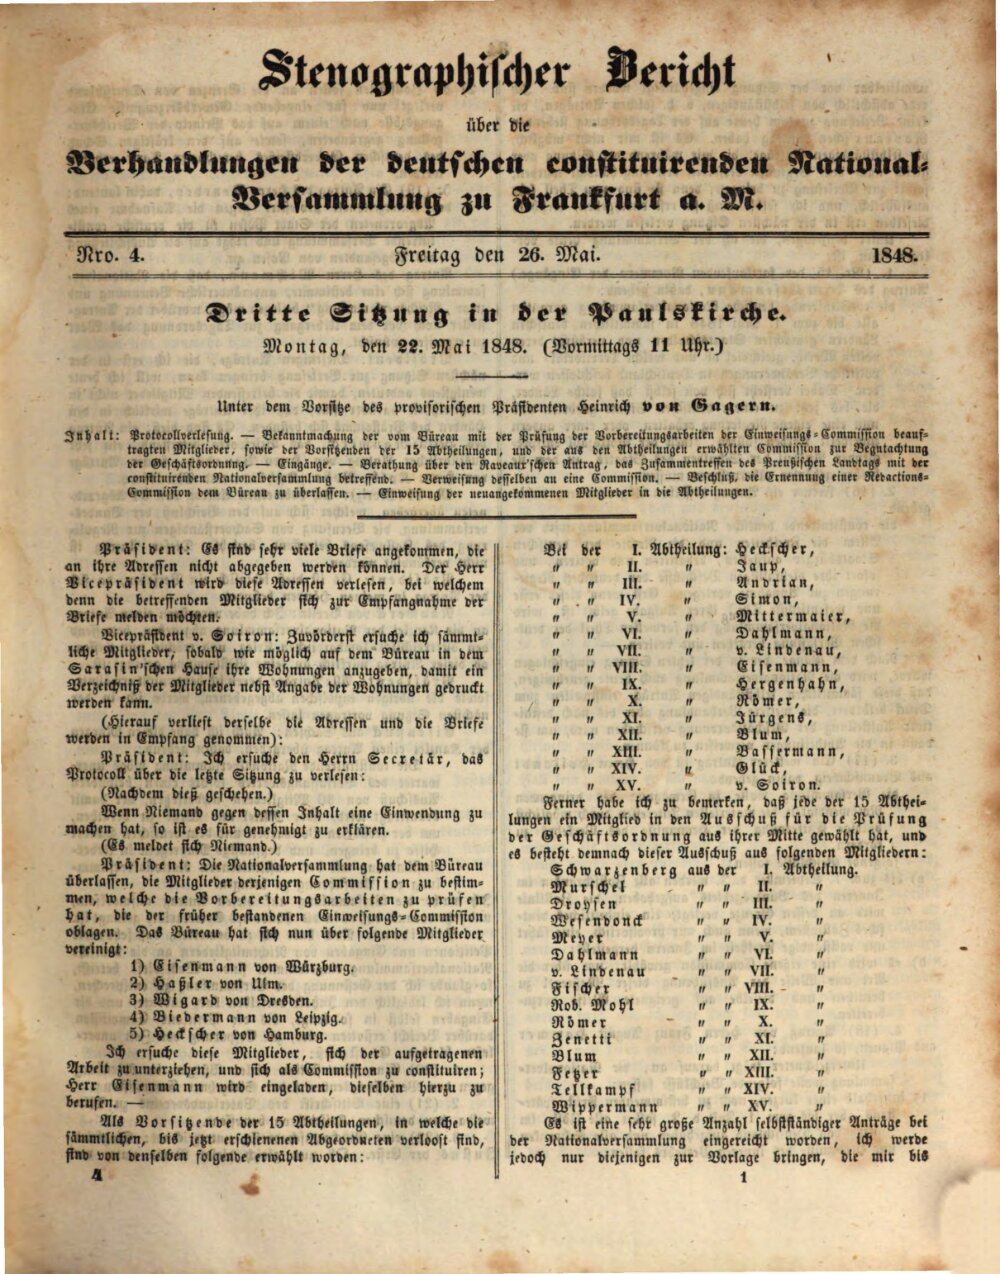 Stenographischer Bericht
über die
Verhandlungen der deutschen constituirenden National-
Versammlung zu Frankfurt a. M.
Nro. 4. Freitag den 26. Mai. 1848.
Dritte Sitzung in der Paulskirche.
Montag, den 22. Mai 1848. (Vormittags 11 Uhr.)
Unter dem Vorsitze des provisorischen Präsidenten Heinrich von Gagern.
Inhalt: Protocollverlesung. — Bekanntmachung der vom Büreau mit der Prüfung der Vorbereitungsarbeiten der Einweisungs-Commission beauf-
tragten Mitglieder, sowie der Vorsitzenden der 15 Abtheilungen, und der aus den Abtheilungen erwählten Commission zur Begutachtung
der Geschäftsordnung. — Eingänge. — Berathung über den Raveaux'schen Antrag, das Zusammentreffen des Preußischen Landtags mit der
constituirenden Nationalversammlung betreffend. — Verweisung desselben an eine Commission. — Beschluß, die Ernennung einer Redactions-
Commission dem Büreau zu überlassen. — Einweisung der neuangekommenen Mitglieder in die Abtheilungen.
Präsident: Es sind sehr viele Briefe angekommen, die
an ihre Adressen nicht abgegeben werden können. Der Herr
Vicepräsident wird diese Adressen verlesen, bei welchem
denn die betreffenden Mitglieder sich zur Empfangnahme der
Briefe melden möchten.
Vicepräsident v. Soiron: Zuvörderst ersuche ich sämmt-
liche Mitglieder, sobald wie möglich auf dem Büreau in dem
Sarasin'schen Hause ihre Wohnungen anzugeben, damit ein
Verzeichniß der Mitglieder nebst Angabe der Wohnungen gedruckt
werden kann.
(Hierauf verliest derselbe die Adressen und die Briefe
werden in Empfang genommen):
Präsident: Ich ersuche den Herrn Secretär, das
Protocoll über die letzte Sitzung zu verlesen:
(Nachdem dieß geschehen.)
Wenn Niemand gegen dessen Inhalt eine Einwendung zu
machen hat, so ist es für genehmigt zu erklären.
(Es meldet sich Niemand.)
Präsident: Die Nationalversammlung hat dem Büreau
überlassen, die Mitglieder derjenigen Commission zu bestim-
men, welche die Vorbereitungsarbeiten zu prüfen
hat, die der früher bestandenen Einweisungs-Commission
oblagen. Das Büreau hat sich nun über folgende Mitglieder
vereinigt:
1) Eisenmann von Würzburg.
2) Haßler von Ulm.
3) Wigard von Dresden.
4) Biedermann von Leipzig.
5) Heckscher von Hamburg.
Ich ersuche diese Mitglieder, sich der aufgetragenen
Arbeit zu unterziehen, und sich als Commission zu constituiren;
Herr Eisenmann wird eingeladen, dieselben hierzu zu
berufen. —
Als Vorsitzende der 15 Abtheilungen, in welche die
sämmtlichen, bis jetzt erschienenen Abgeordneten verloost sind,
sind von denselben folgende erwählt worden:
4
Bei der I. Abtheilung: Heckscher,
" " II. " Jaup,
" " III. " Andrian,
" " IV. " Simon,
" " V. " Mittermaier,
" " VI. " Dahlmann,
" " VII. " v. Lindenau,
" " VIII. " Eisenmann,
" " IX. " Hergenhahn,
" " X. " Römer,
" " XI. " Jürgens,
" " XII. " Blum,
" " XIII. " Bassermann,
" " XIV. " Glück,
" " XV. " v. Soiron.
Ferner habe ich zu bemerken, daß jede der 15 Abthei-
lungen ein Mitglied in den Ausschuß für die Prüfung
der Geschäftsordnung aus ihrer Mitte gewählt hat, und
es besteht demnach dieser Ausschuß aus folgenden Mitgliedern:
Schwarzenberg aus der I. Abtheilung.
Murschel " " II. "
Droysen " " III. "
Wesendonck " " IV. "
Meyer " " V. "
Dahlmann " " VI. "
v. Lindenau " " VII. "
Fischer " " VIII. "
Rob. Mohl " " IX. "
Römer " " X. "
Zenetti " " XI. "
Blum " " XII. "
Fetzer " " XIII. "
Tellkampf " " XIV. "
Wippermann " " XV. "
Es ist eine sehr große Anzahl selbstständiger Anträge bei
der Nationalversammlung eingereicht worden, ich werde
jedoch nur diejenigen zur Vorlage bringen, die mir bis
1